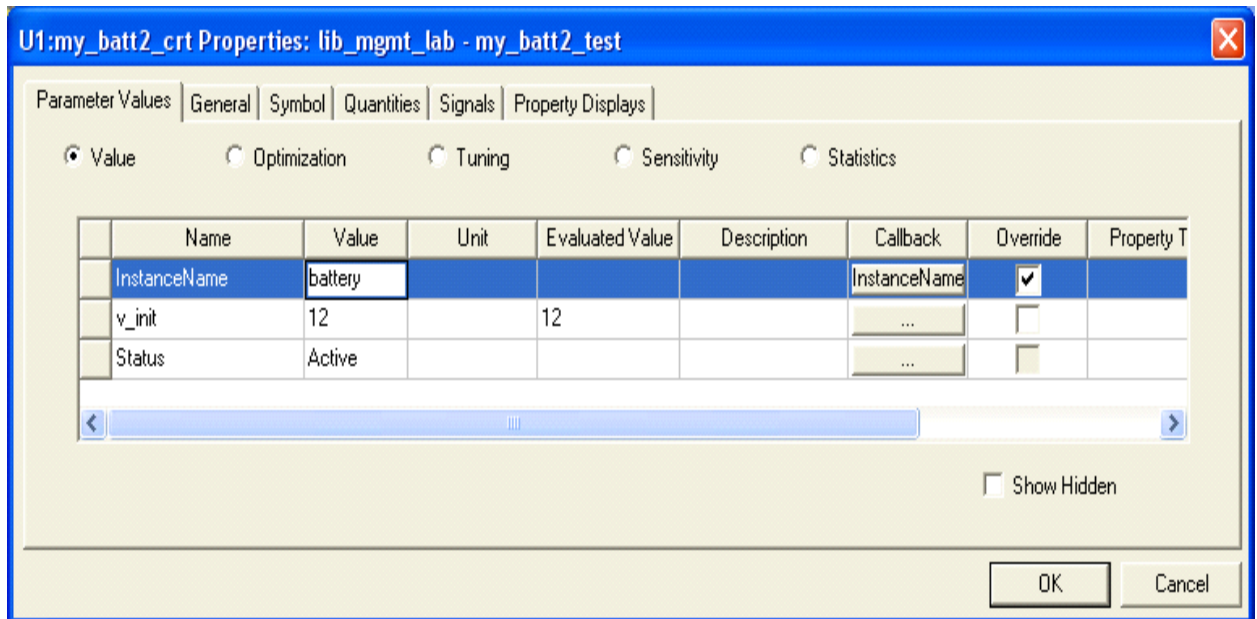 U1:my_batt2_crt Properties: lib_mgmt_lab - my_batt2_test
Parameter Values General Symbol Quantities Signals Property Displays
Value Optimization Tuning Sensitivity Statistics
Name Value Unit Evaluated Value Description Callback Override Property T
InstanceName battery InstanceName
v_init 12 12 ...
Status Active ...
Show Hidden
OK Cancel